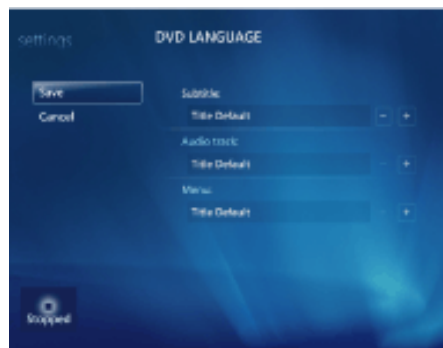 settings
DVD LANGUAGE
Save
Cancel
Subtitle:
Title Default
- +
Audio track:
Title Default
- +
Menu:
Title Default
- +
Stopped